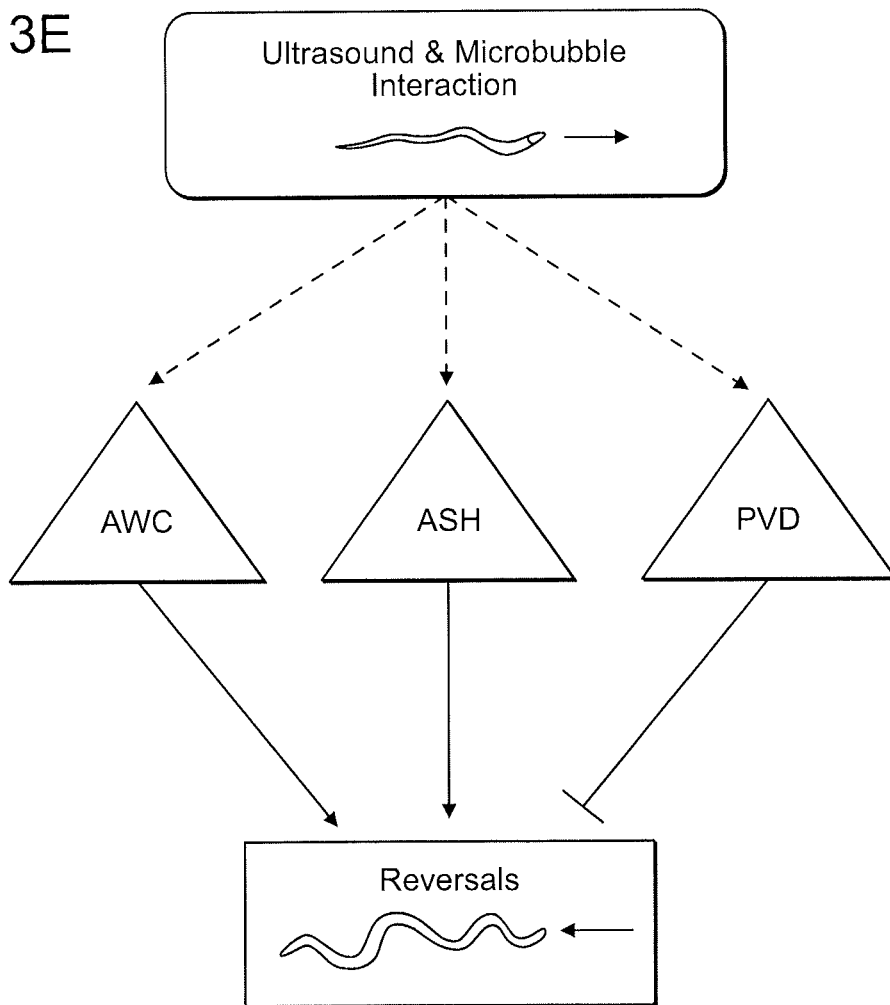 3E
Ultrasound & Microbubble
Interaction
AWC
ASH
PVD
Reversals